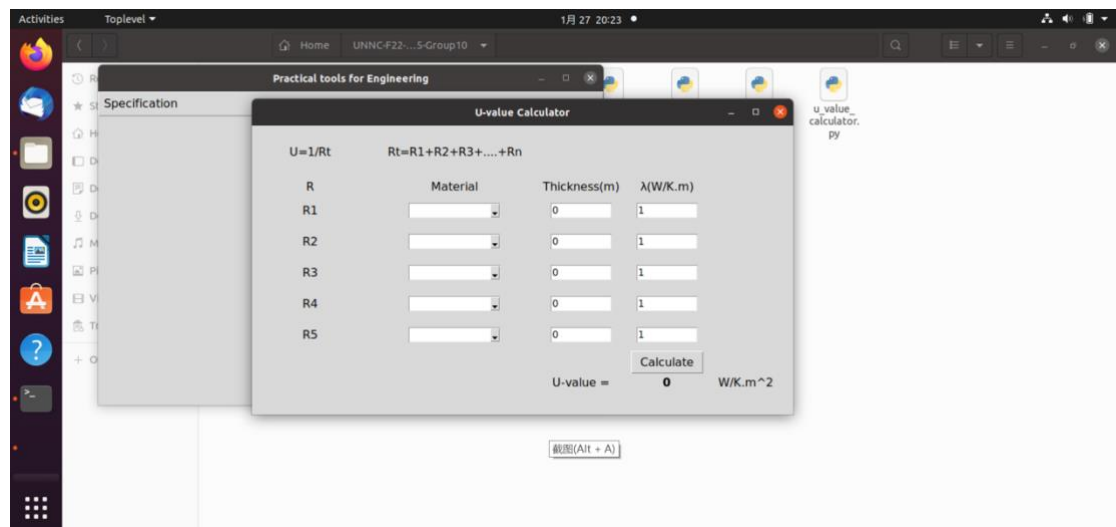 Activities Toplevel 1月 27 20:23
Home UNNC-F22-...5-Group10
Practical tools for Engineering
Specification
U-value Calculator
u_value_
calculator.
py
U=1/Rt Rt=R1+R2+R3+....+Rn
R Material Thickness(m) λ(W/K.m)
R1 0 1
R2 0 1
R3 0 1
R4 0 1
R5 0 1
Calculate
U-value = 0 W/K.m^2
截图(Alt + A)